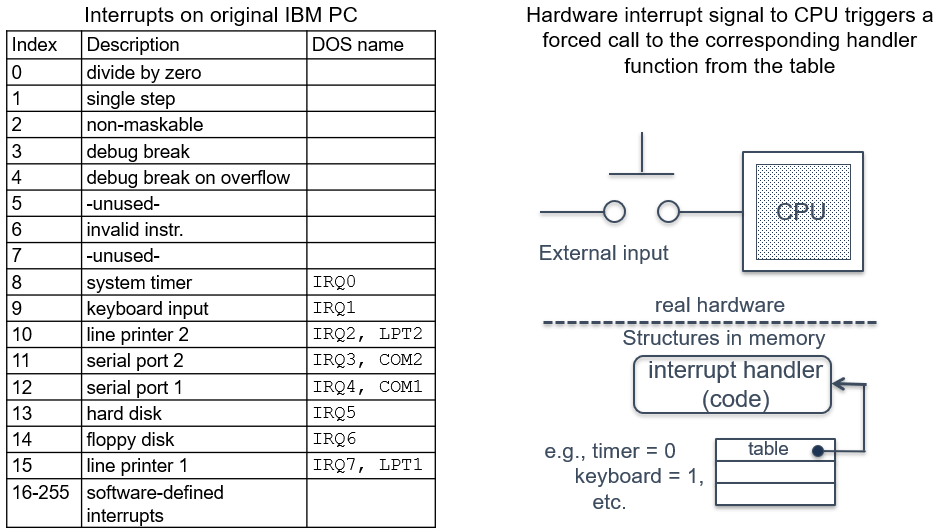 Interrupts on original IBM PC
Index Description DOS name
0 divide by zero
1 single step
2 non-maskable
3 debug break
4 debug break on overflow
5 -unused-
6 invalid instr.
7 -unused-
8 system timer IRQ0
9 keyboard input IRQ1
10 line printer 2 IRQ2, LPT2
11 serial port 2 IRQ3, COM2
12 serial port 1 IRQ4, COM1
13 hard disk IRQ5
14 floppy disk IRQ6
15 line printer 1 IRQ7, LPT1
16-255 software-defined
interrupts
Hardware interrupt signal to CPU triggers a
forced call to the corresponding handler
function from the table
CPU
External input
real hardware
Structures in memory
interrupt handler
(code)
e.g., timer = 0
keyboard = 1,
etc.
table